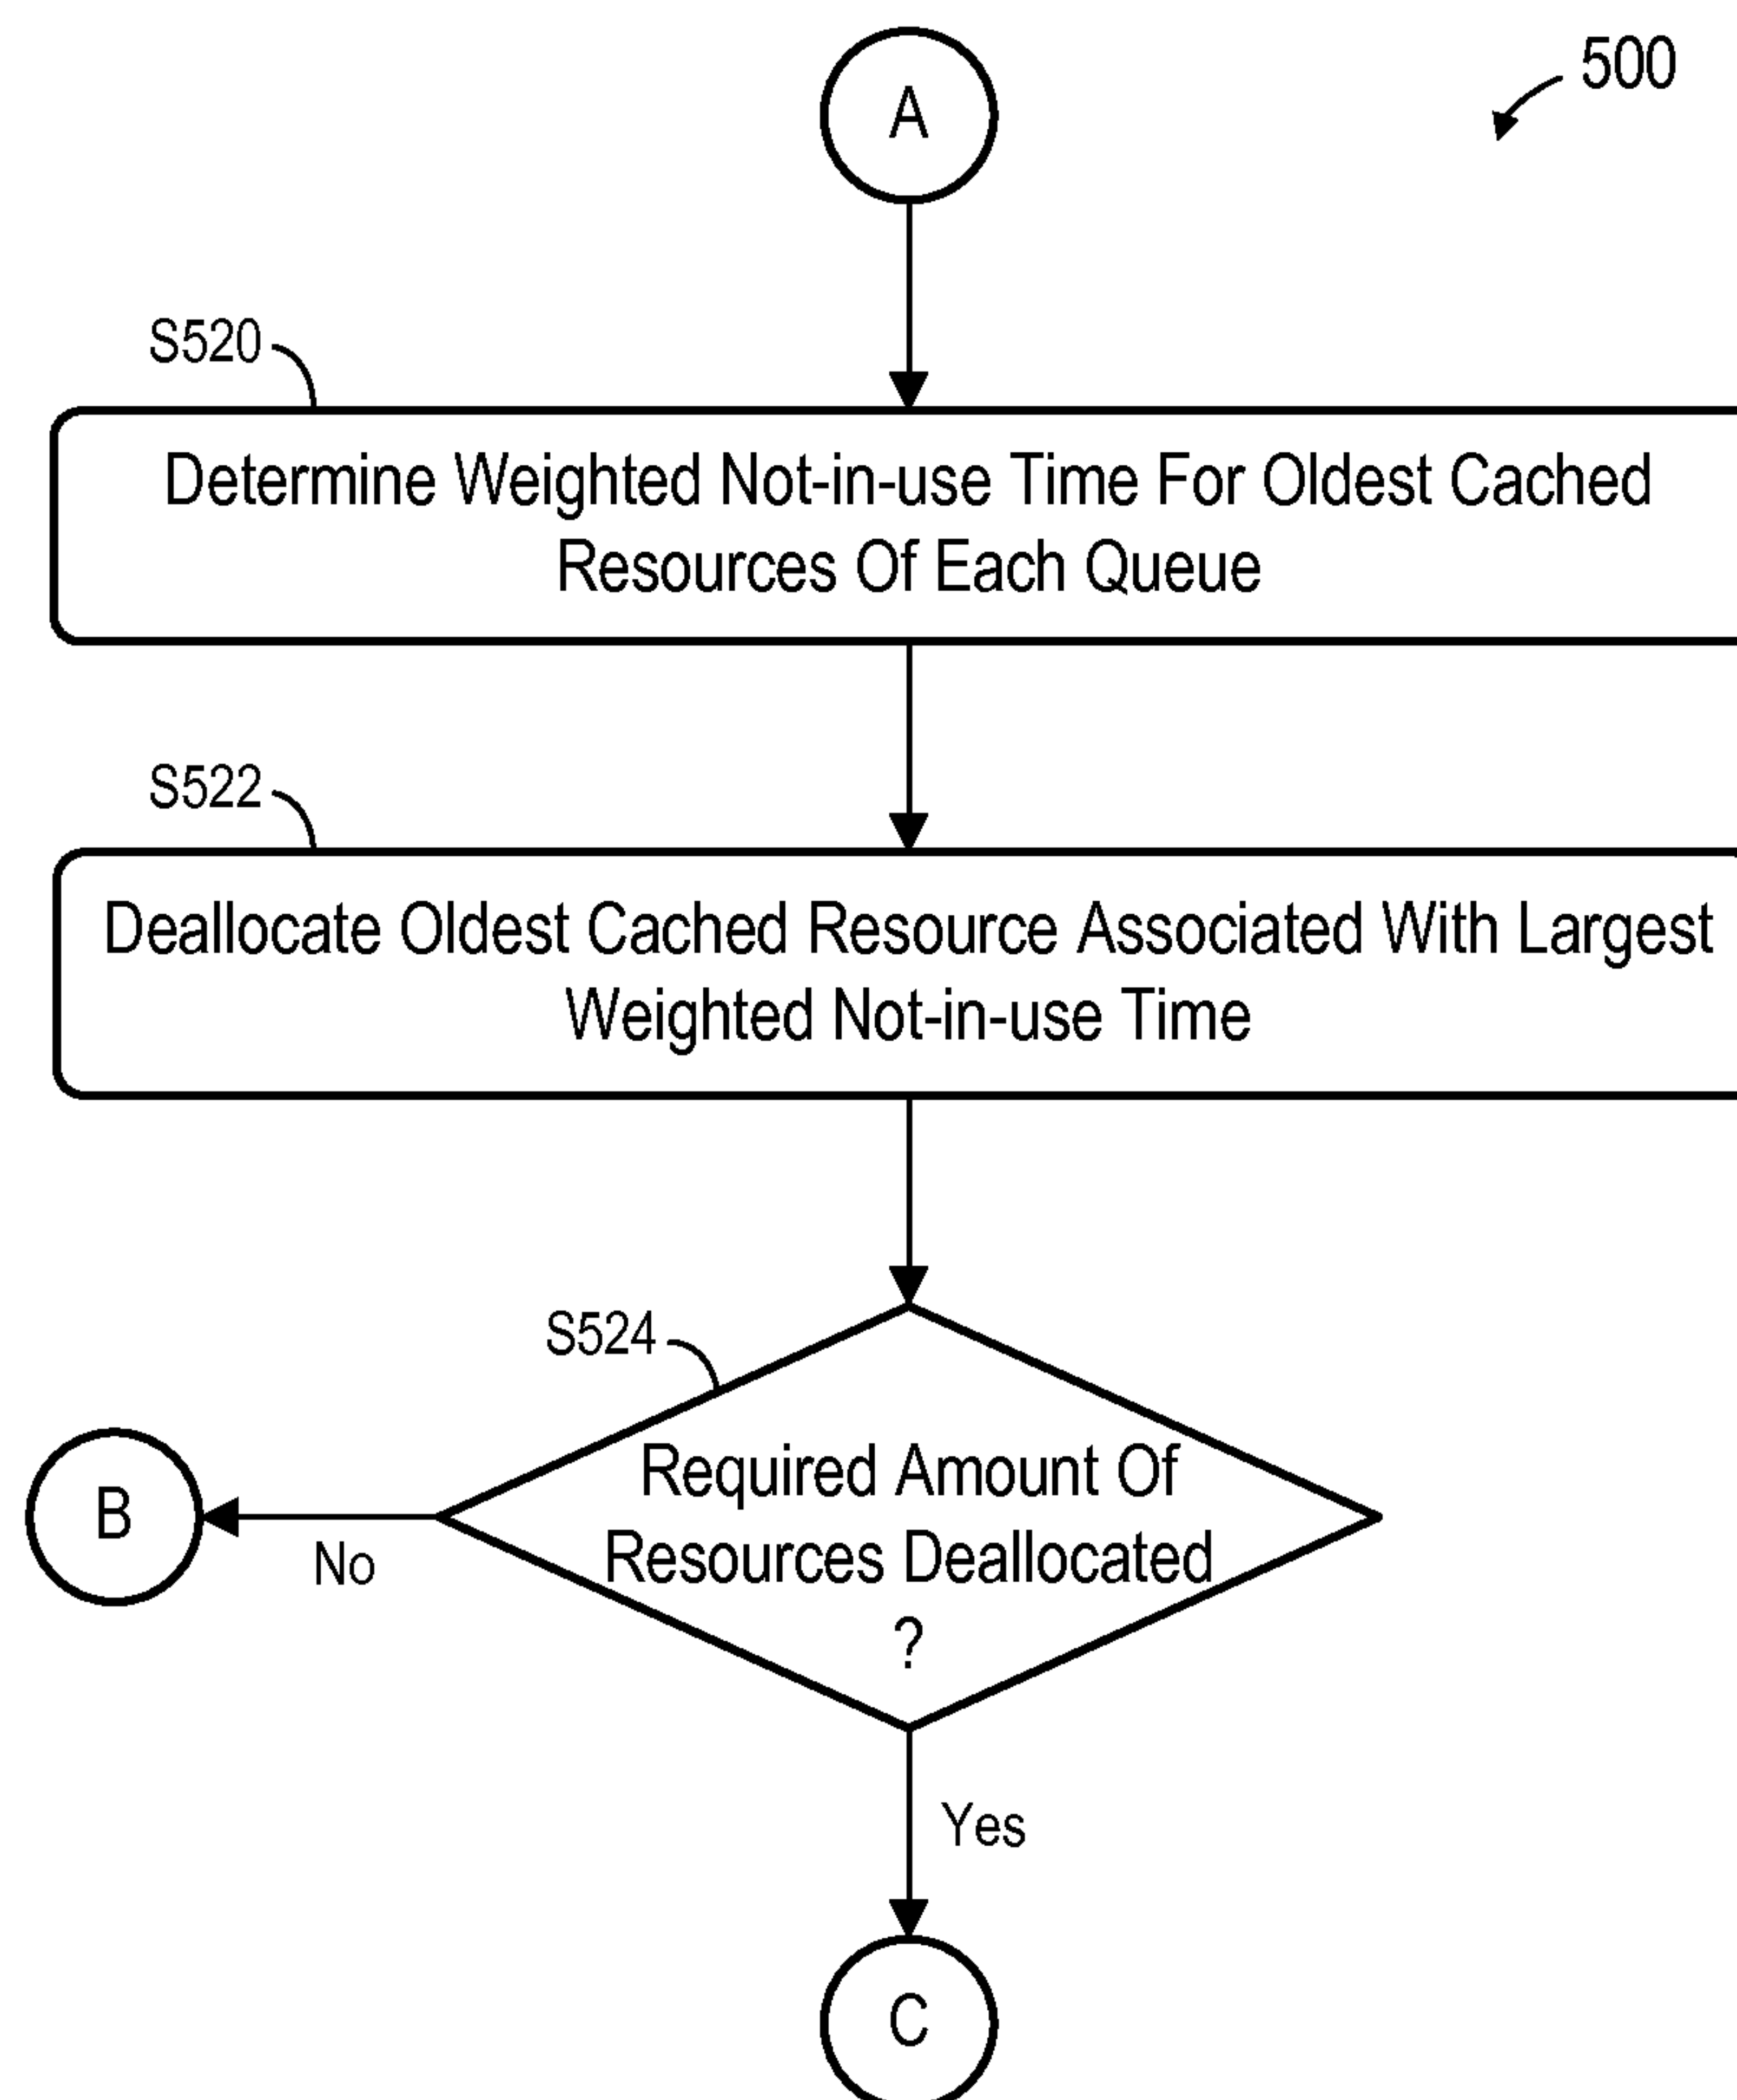 A
500
S520
Determine Weighted Not-in-use Time For Oldest Cached
Resources Of Each Queue
S522
Deallocate Oldest Cached Resource Associated With Largest
Weighted Not-in-use Time
S524
Required Amount Of
Resources Deallocated
?
B
No
Yes
C